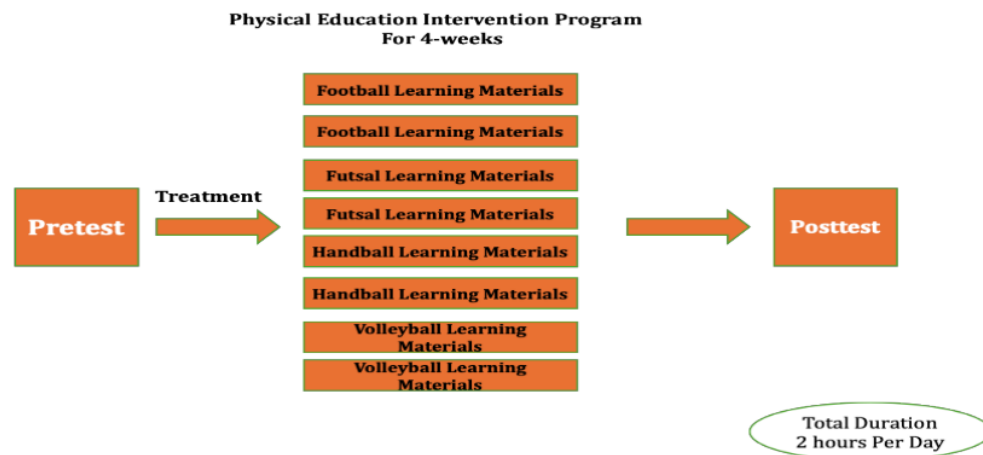 Physical Education Intervention Program
For 4-weeks
Football Learning Materials
Football Learning Materials
Futsal Learning Materials
Futsal Learning Materials
Handball Learning Materials
Handball Learning Materials
Volleyball Learning
Materials
Volleyball Learning
Materials
Pretest
Treatment
Posttest
Total Duration
2 hours Per Day